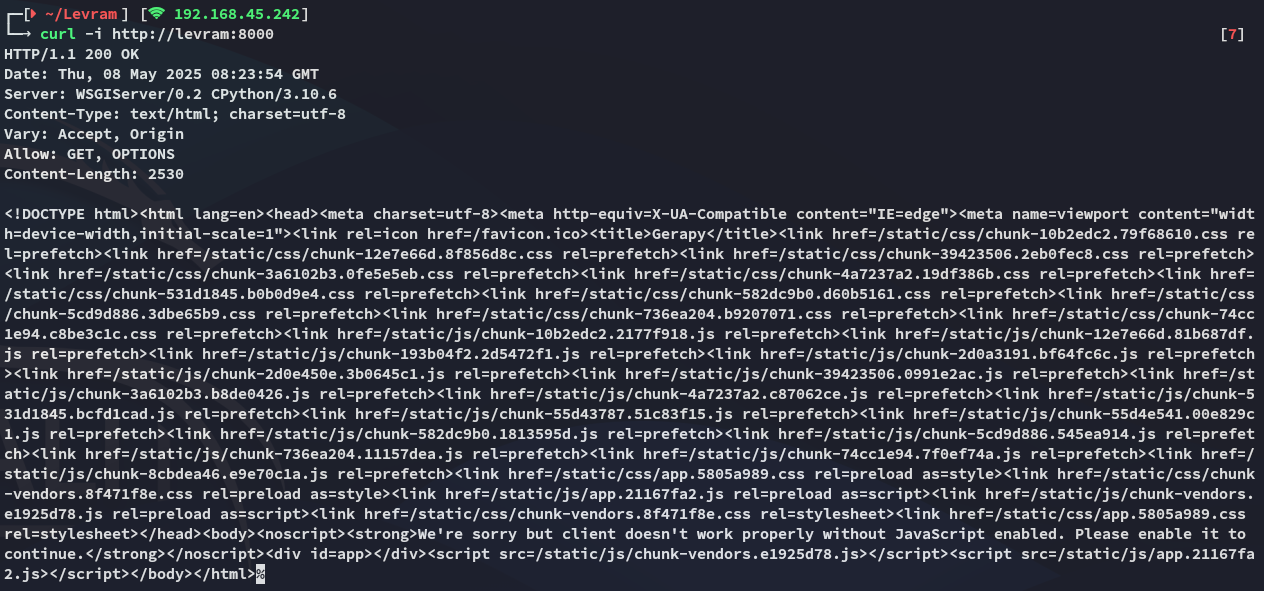 ┌─[ ~/Levram ] [ 192.168.45.242]
└─→ curl -i http://levram:8000 [7]
HTTP/1.1 200 OK
Date: Thu, 08 May 2025 08:23:54 GMT
Server: WSGIServer/0.2 CPython/3.10.6
Content-Type: text/html; charset=utf-8
Vary: Accept, Origin
Allow: GET, OPTIONS
Content-Length: 2530

<!DOCTYPE html><html lang=en><head><meta charset=utf-8><meta http-equiv=X-UA-Compatible content="IE=edge"><meta name=viewport content="widt
h=device-width,initial-scale=1"><link rel=icon href=/favicon.ico><title>Gerapy</title><link href=/static/css/chunk-10b2edc2.79f68610.css re
l=prefetch><link href=/static/css/chunk-12e7e66d.8f856d8c.css rel=prefetch><link href=/static/css/chunk-39423506.2eb0fec8.css rel=prefetch>
<link href=/static/css/chunk-3a6102b3.0fe5e5eb.css rel=prefetch><link href=/static/css/chunk-4a7237a2.19df386b.css rel=prefetch><link href=
/static/css/chunk-531d1845.b0b0d9e4.css rel=prefetch><link href=/static/css/chunk-582dc9b0.d60b5161.css rel=prefetch><link href=/static/css
/chunk-5cd9d886.3dbe65b9.css rel=prefetch><link href=/static/css/chunk-736ea204.b9207071.css rel=prefetch><link href=/static/css/chunk-74cc
1e94.c8be3c1c.css rel=prefetch><link href=/static/js/chunk-10b2edc2.2177f918.js rel=prefetch><link href=/static/js/chunk-12e7e66d.81b687df.
js rel=prefetch><link href=/static/js/chunk-193b04f2.2d5472f1.js rel=prefetch><link href=/static/js/chunk-2d0a3191.bf64fc6c.js rel=prefetch
><link href=/static/js/chunk-2d0e450e.3b0645c1.js rel=prefetch><link href=/static/js/chunk-39423506.0991e2ac.js rel=prefetch><link href=/st
atic/js/chunk-3a6102b3.b8de0426.js rel=prefetch><link href=/static/js/chunk-4a7237a2.c87062ce.js rel=prefetch><link href=/static/js/chunk-5
31d1845.bcfd1cad.js rel=prefetch><link href=/static/js/chunk-55d43787.51c83f15.js rel=prefetch><link href=/static/js/chunk-55d4e541.00e829c
1.js rel=prefetch><link href=/static/js/chunk-582dc9b0.1813595d.js rel=prefetch><link href=/static/js/chunk-5cd9d886.545ea914.js rel=prefet
ch><link href=/static/js/chunk-736ea204.11157dea.js rel=prefetch><link href=/static/js/chunk-74cc1e94.7f0ef74a.js rel=prefetch><link href=/
static/js/chunk-8cbdea46.e9e70c1a.js rel=prefetch><link href=/static/css/app.5805a989.css rel=preload as=style><link href=/static/css/chunk
-vendors.8f471f8e.css rel=preload as=style><link href=/static/js/app.21167fa2.js rel=preload as=script><link href=/static/js/chunk-vendors.
e1925d78.js rel=preload as=script><link href=/static/css/chunk-vendors.8f471f8e.css rel=stylesheet><link href=/static/css/app.5805a989.css
rel=stylesheet></head><body><noscript><strong>We're sorry but client doesn't work properly without JavaScript enabled. Please enable it to
continue.</strong></noscript><div id=app></div><script src=/static/js/chunk-vendors.e1925d78.js></script><script src=/static/js/app.21167fa
2.js></script></body></html>%